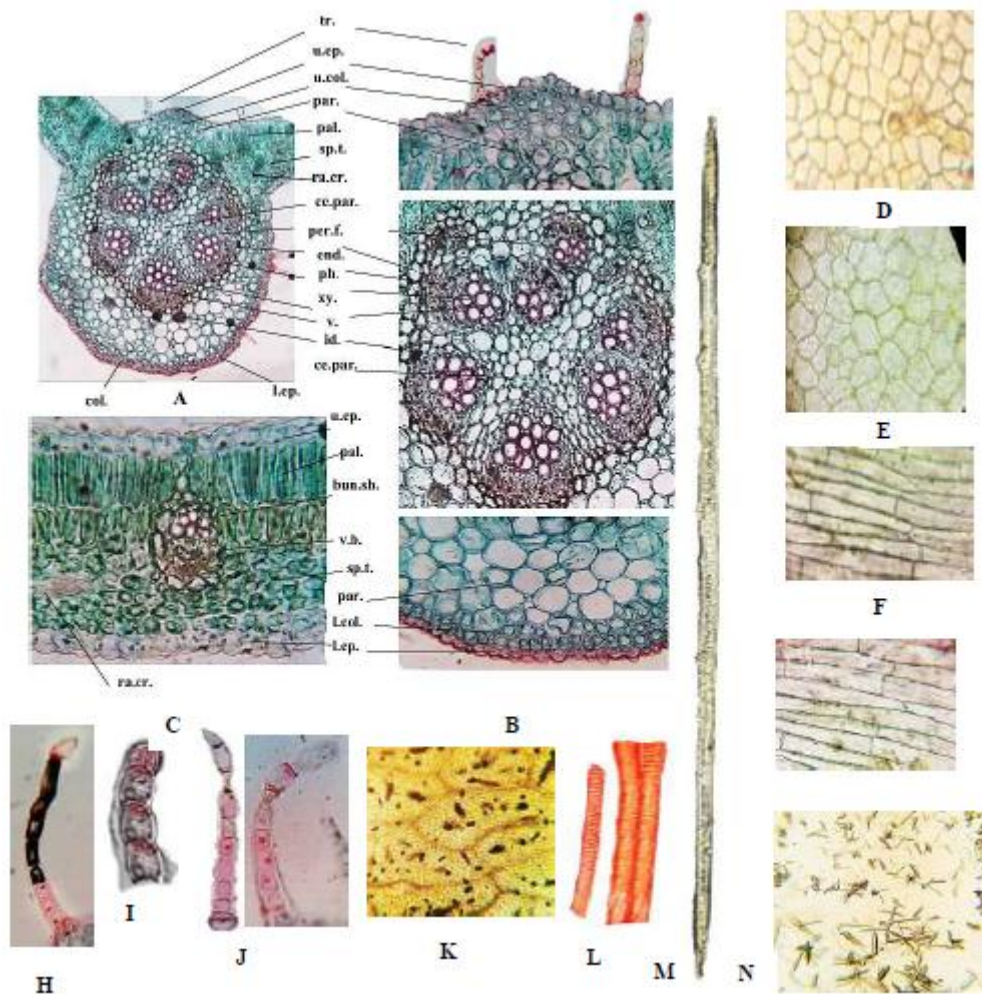 tr.
u.ep.
u.col.
par.
pal.
sp.t.
ra.cr.
ce.par.
per.f.
end.
ph.
xy.
v.
id.
ce.par.
l.ep.
col.
A
u.ep.
pal.
bun.sh.
v.b.
sp.t.
par.
l.col.
l.ep.
ra.cr.
C
B
D
E
F
H
I
J
K
L
M
N